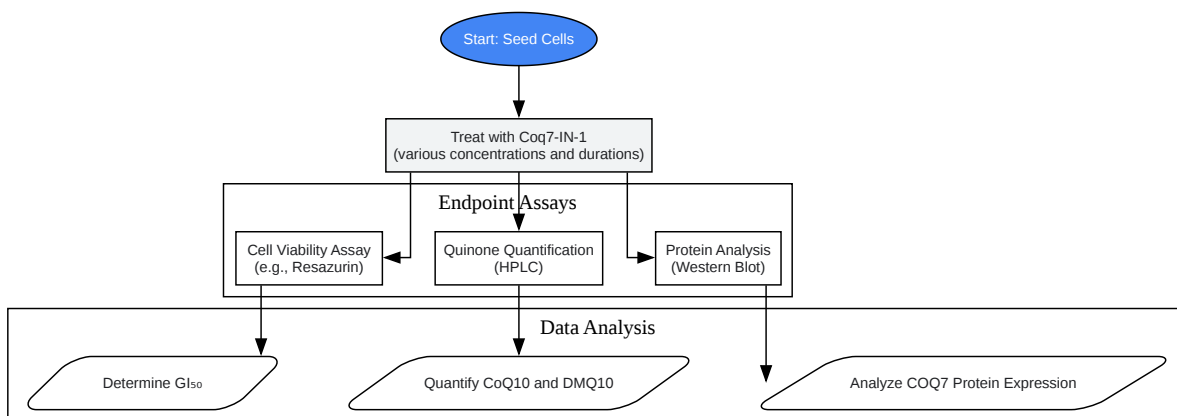 Start: Seed Cells
Treat with Coq7-IN-1
(various concentrations and durations)
Endpoint Assays
Cell Viability Assay
(e.g., Resazurin)
Quinone Quantification
(HPLC)
Protein Analysis
(Western Blot)
Data Analysis
Determine GI₅₀
Quantify CoQ10 and DMQ10
Analyze COQ7 Protein Expression